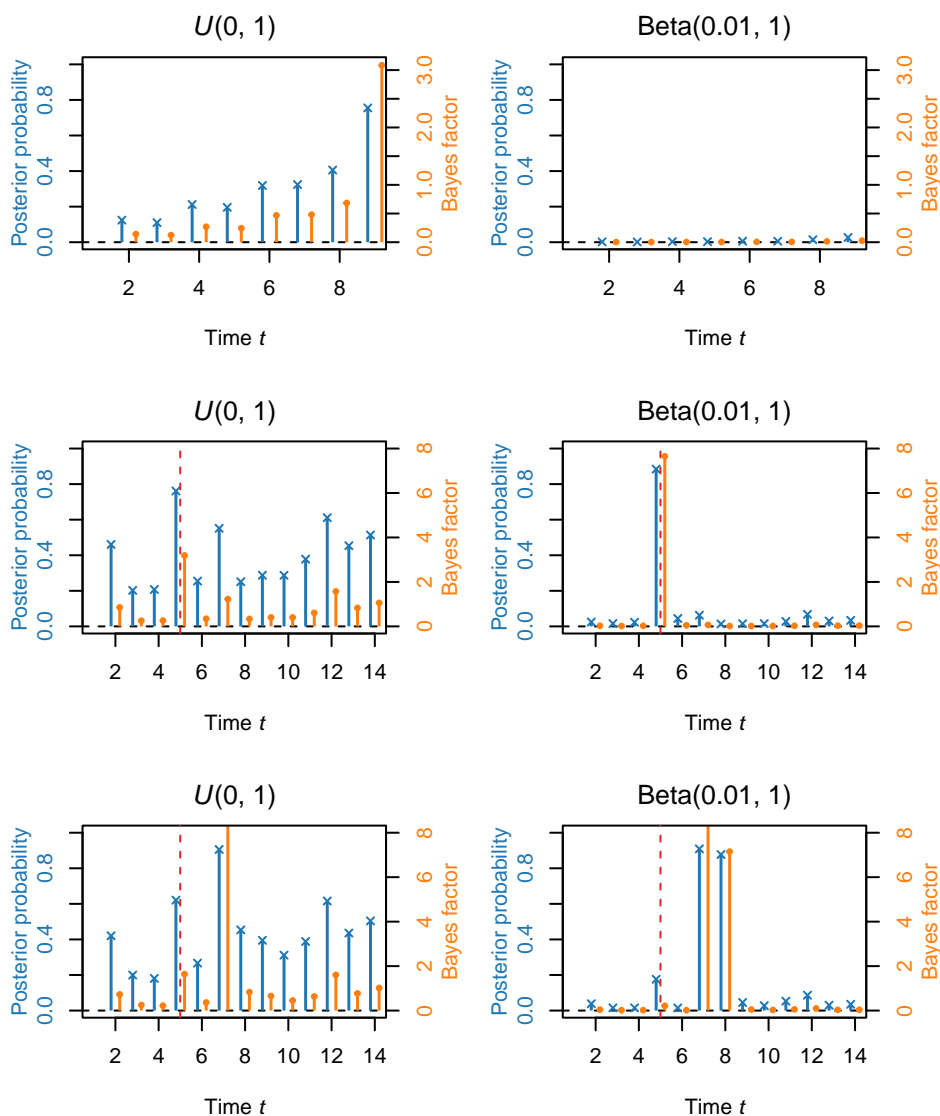 U(0, 1)
Posterior probability
0.0 0.4 0.8
Bayes factor
0.0 1.0 2.0 3.0
2 4 6 8
Time t
Beta(0.01, 1)
Posterior probability
0.0 0.4 0.8
Bayes factor
0.0 1.0 2.0 3.0
2 4 6 8
Time t
U(0, 1)
Posterior probability
0.0 0.4 0.8
Bayes factor
0 2 4 6 8
2 4 6 8 10 12 14
Time t
Beta(0.01, 1)
Posterior probability
0.0 0.4 0.8
Bayes factor
0 2 4 6 8
2 4 6 8 10 12 14
Time t
U(0, 1)
Posterior probability
0.0 0.4 0.8
Bayes factor
0 2 4 6 8
2 4 6 8 10 12 14
Time t
Beta(0.01, 1)
Posterior probability
0.0 0.4 0.8
Bayes factor
0 2 4 6 8
2 4 6 8 10 12 14
Time t